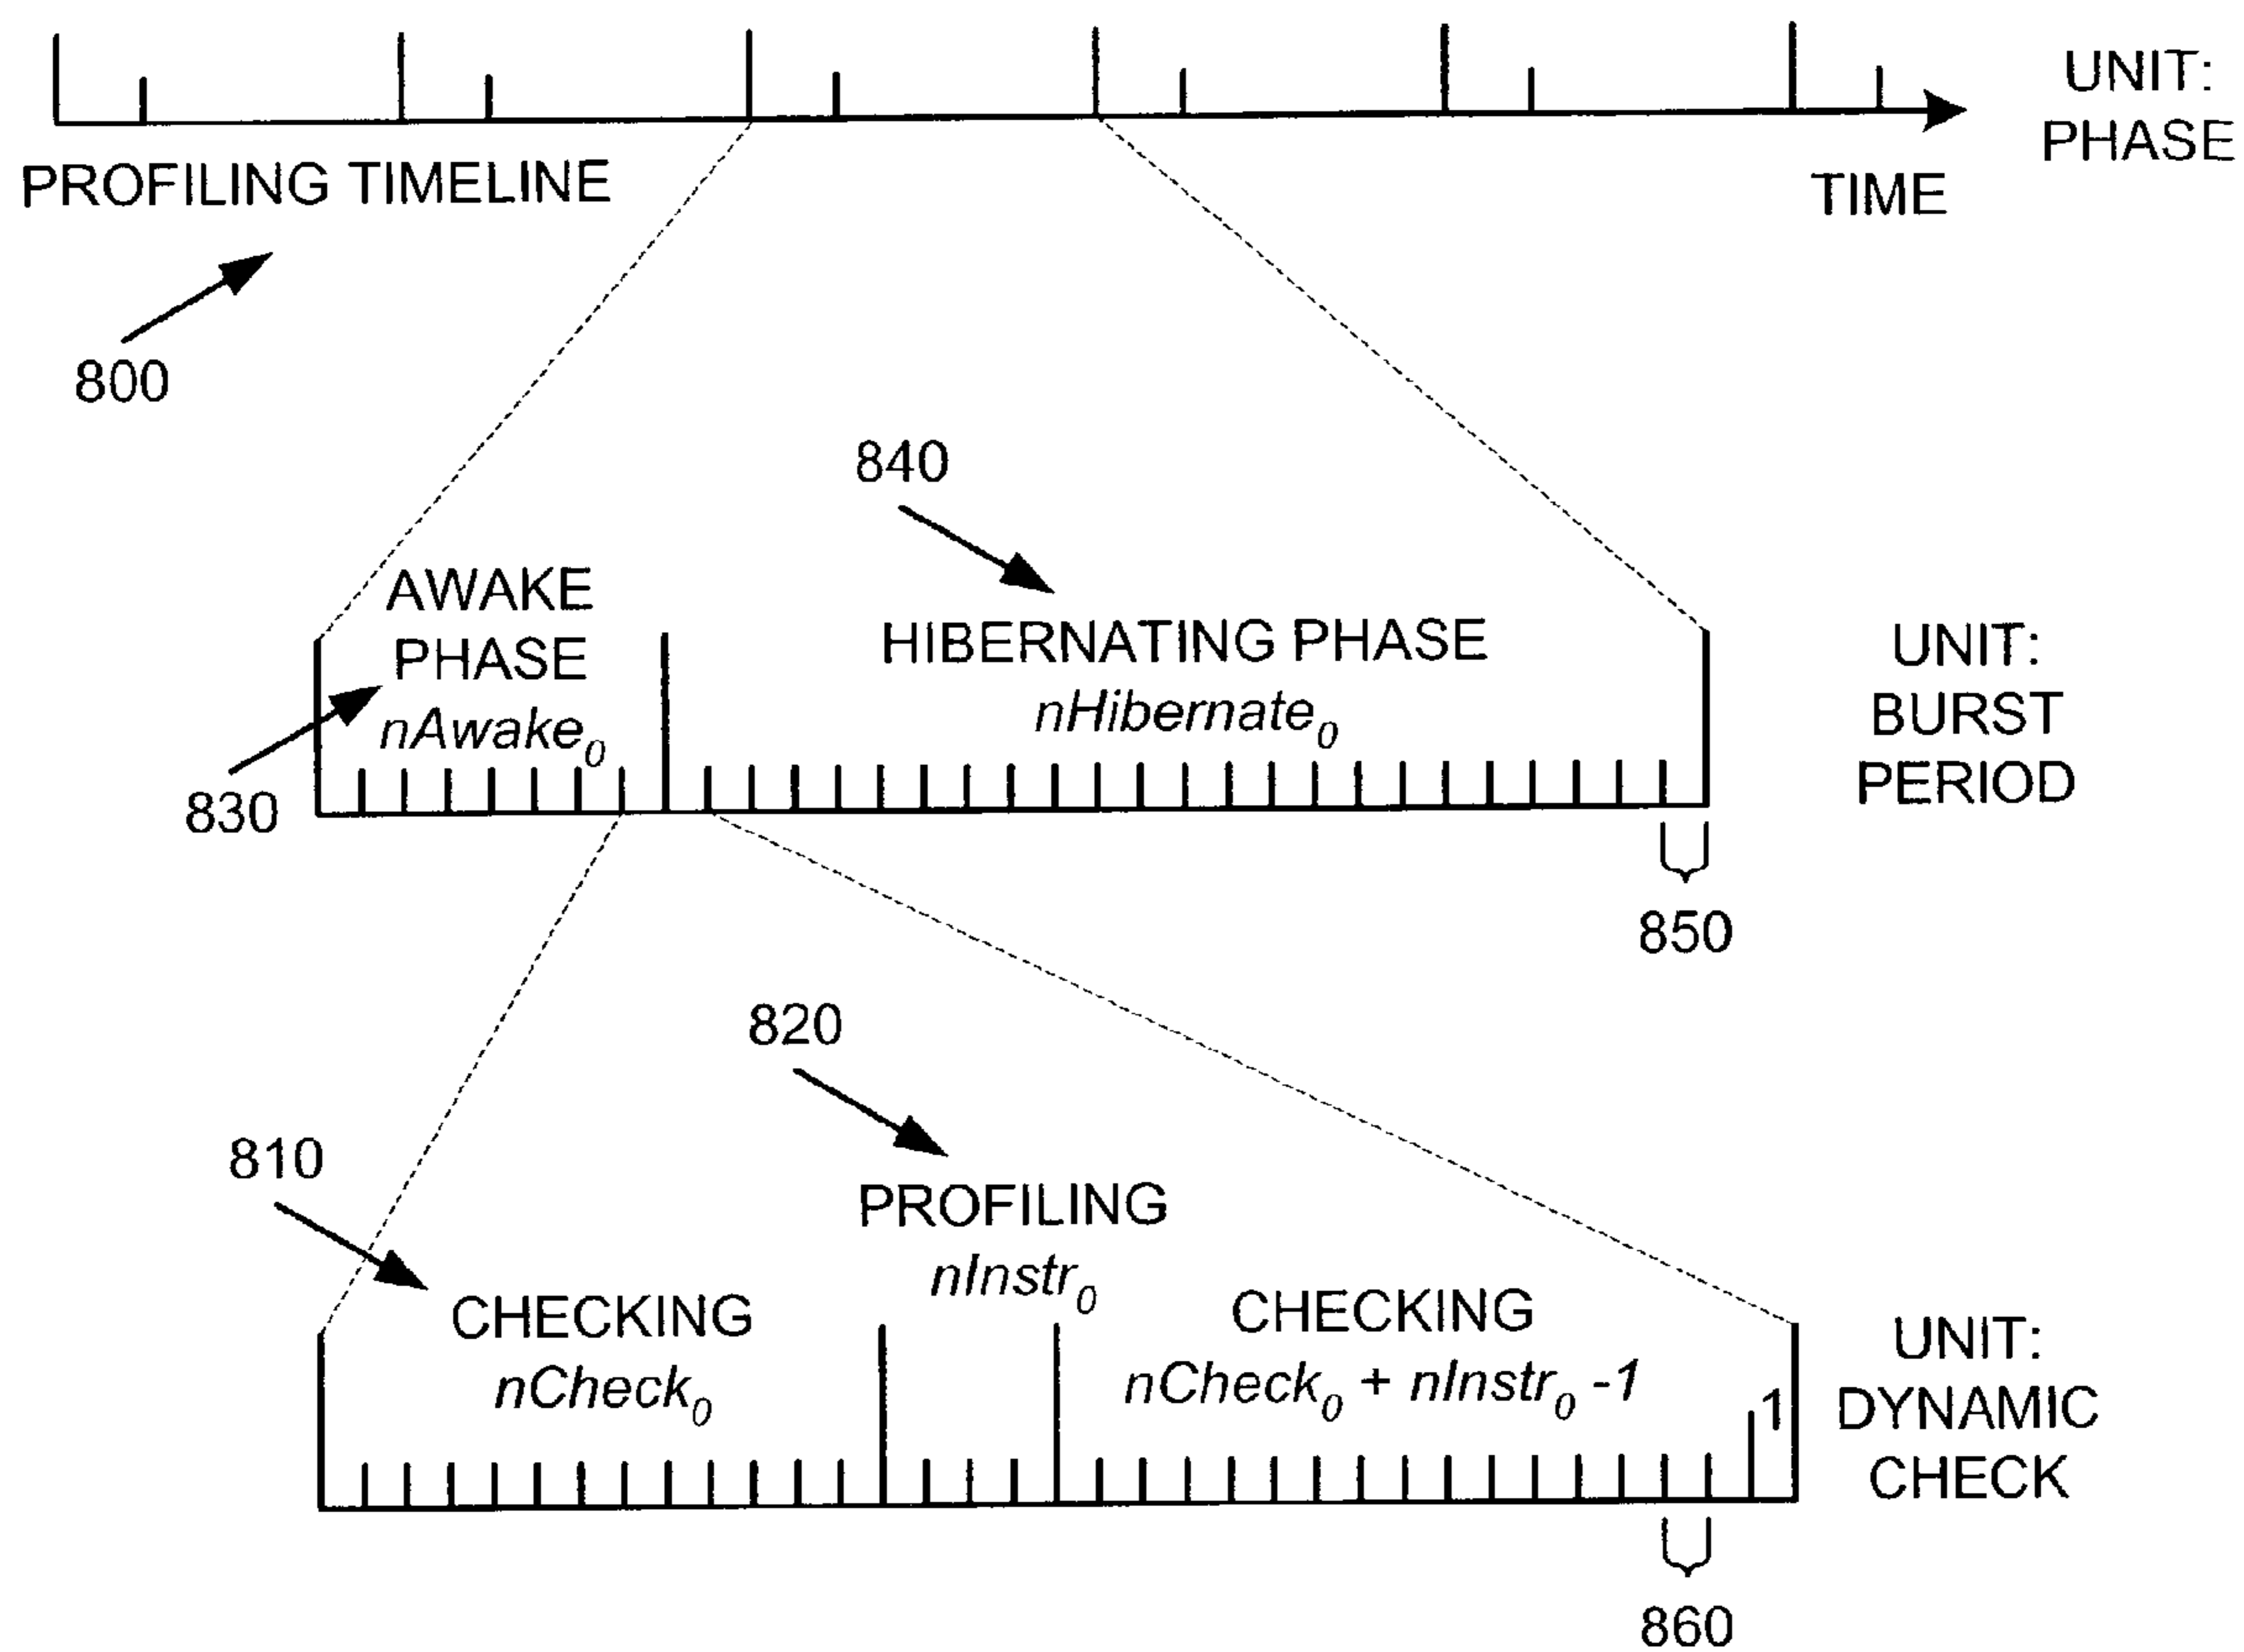 UNIT:
PHASE
PROFILING TIMELINE
TIME
800
840
AWAKE
PHASE
nAwake0
HIBERNATING PHASE
nHibernate0
UNIT:
BURST
PERIOD
830
850
820
810
PROFILING
nInstr0
CHECKING
nCheck0
CHECKING
nCheck0 + nInstr0 -1
1
UNIT:
DYNAMIC
CHECK
860